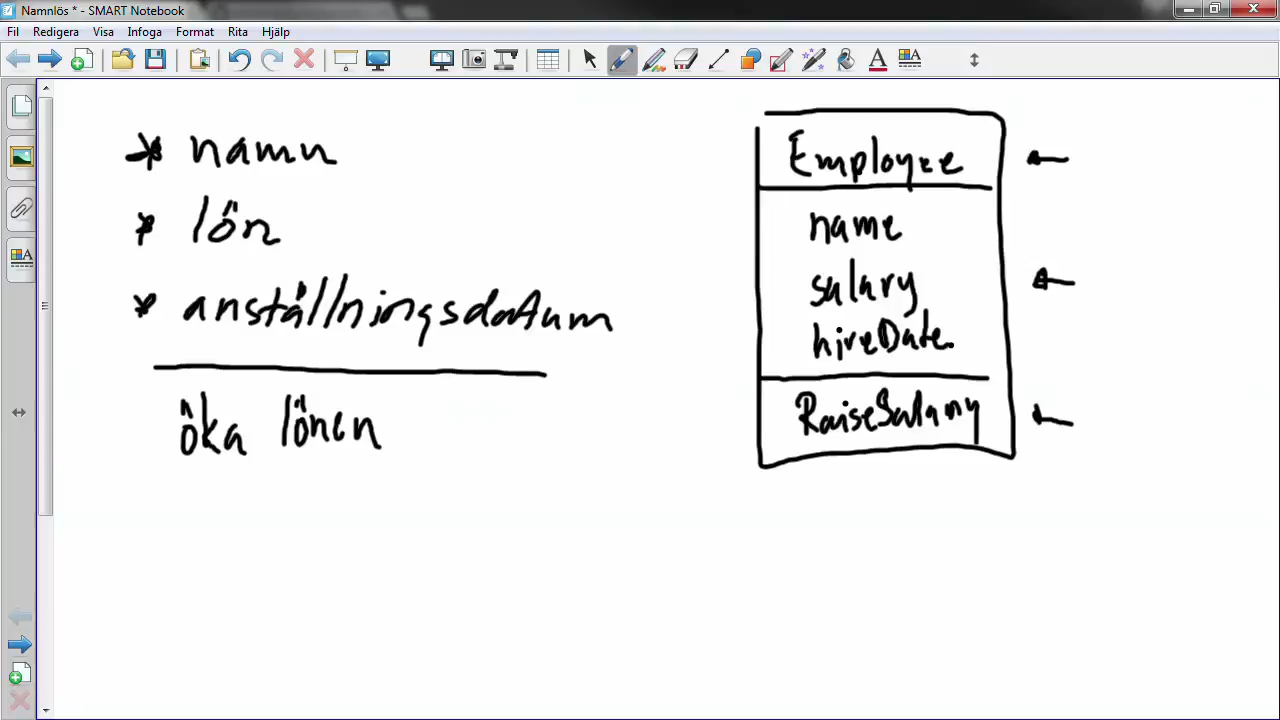 Namnlös * - SMART Notebook
Fil Redigera Visa Infoga Format Rita Hjälp
* namn
* lön
* anställningsdatum
öka lönen
Employee
name
salary
hireDate
RaiseSalary